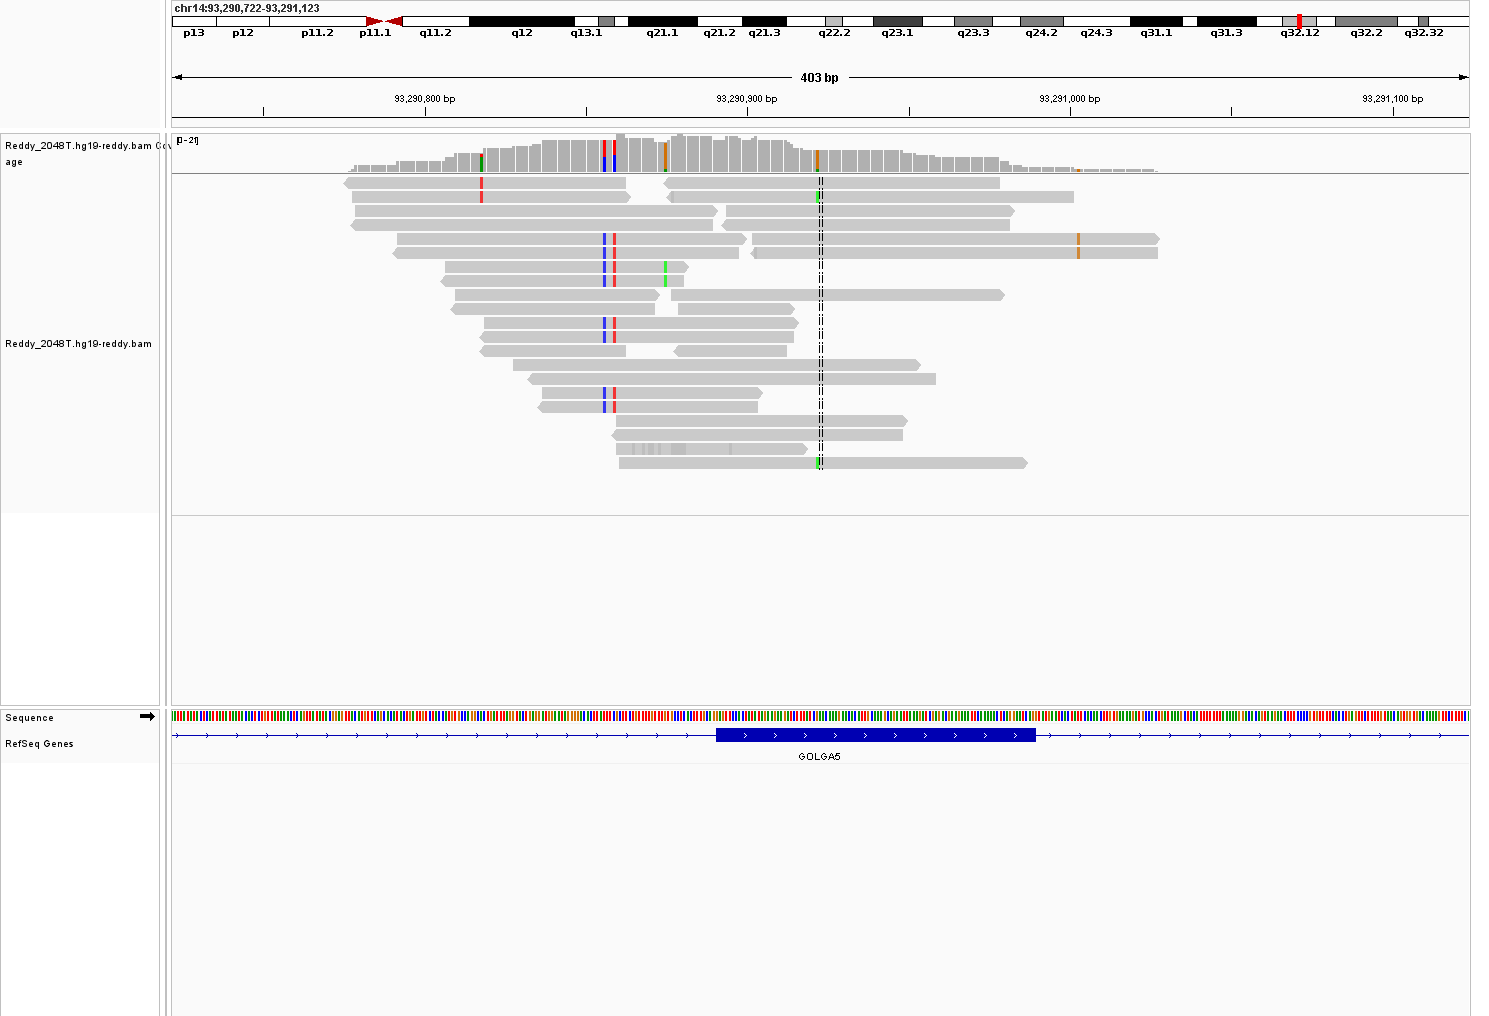 chr14:93,290,722-93,291,123
p13 p12 p11.2 p11.1 q11.2 q12 q13.1 q21.1 q21.2 q21.3 q22.2 q23.1 q23.3 q24.2 q24.3 q31.1 q31.3 q32.12 q32.2 q32.32
403 bp
93,290,800 bp 93,290,900 bp 93,291,000 bp 93,291,100 bp
Reddy_2048T.hg19-reddy.bam Cov
age
[0-21]
Reddy_2048T.hg19-reddy.bam
Sequence
RefSeq Genes
GOLGA5